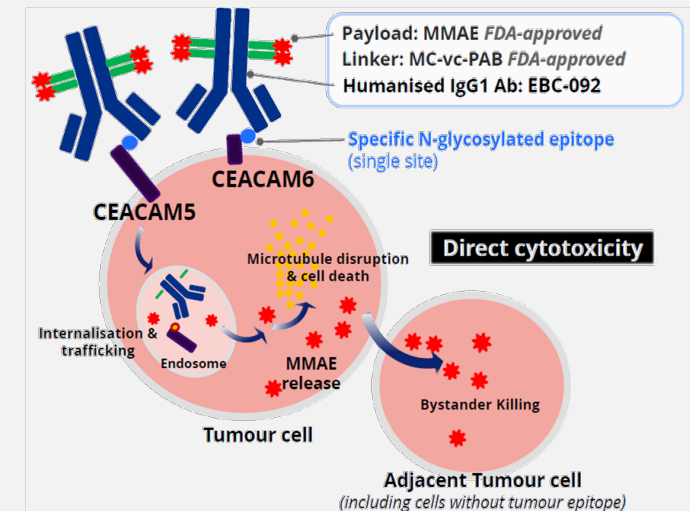 Payload: MMAE FDA-approved
Linker: MC-vc-PAB FDA-approved
Humanised IgG1 Ab: EBC-092
Specific N-glycosylated epitope
(single site)
CEACAM6
CEACAM5
Direct cytotoxicity
Microtubule disruption
& cell death
Internalisation &
trafficking
Endosome
MMAE
release
Bystander Killing
Tumour cell
Adjacent Tumour cell
(including cells without tumour epitope)